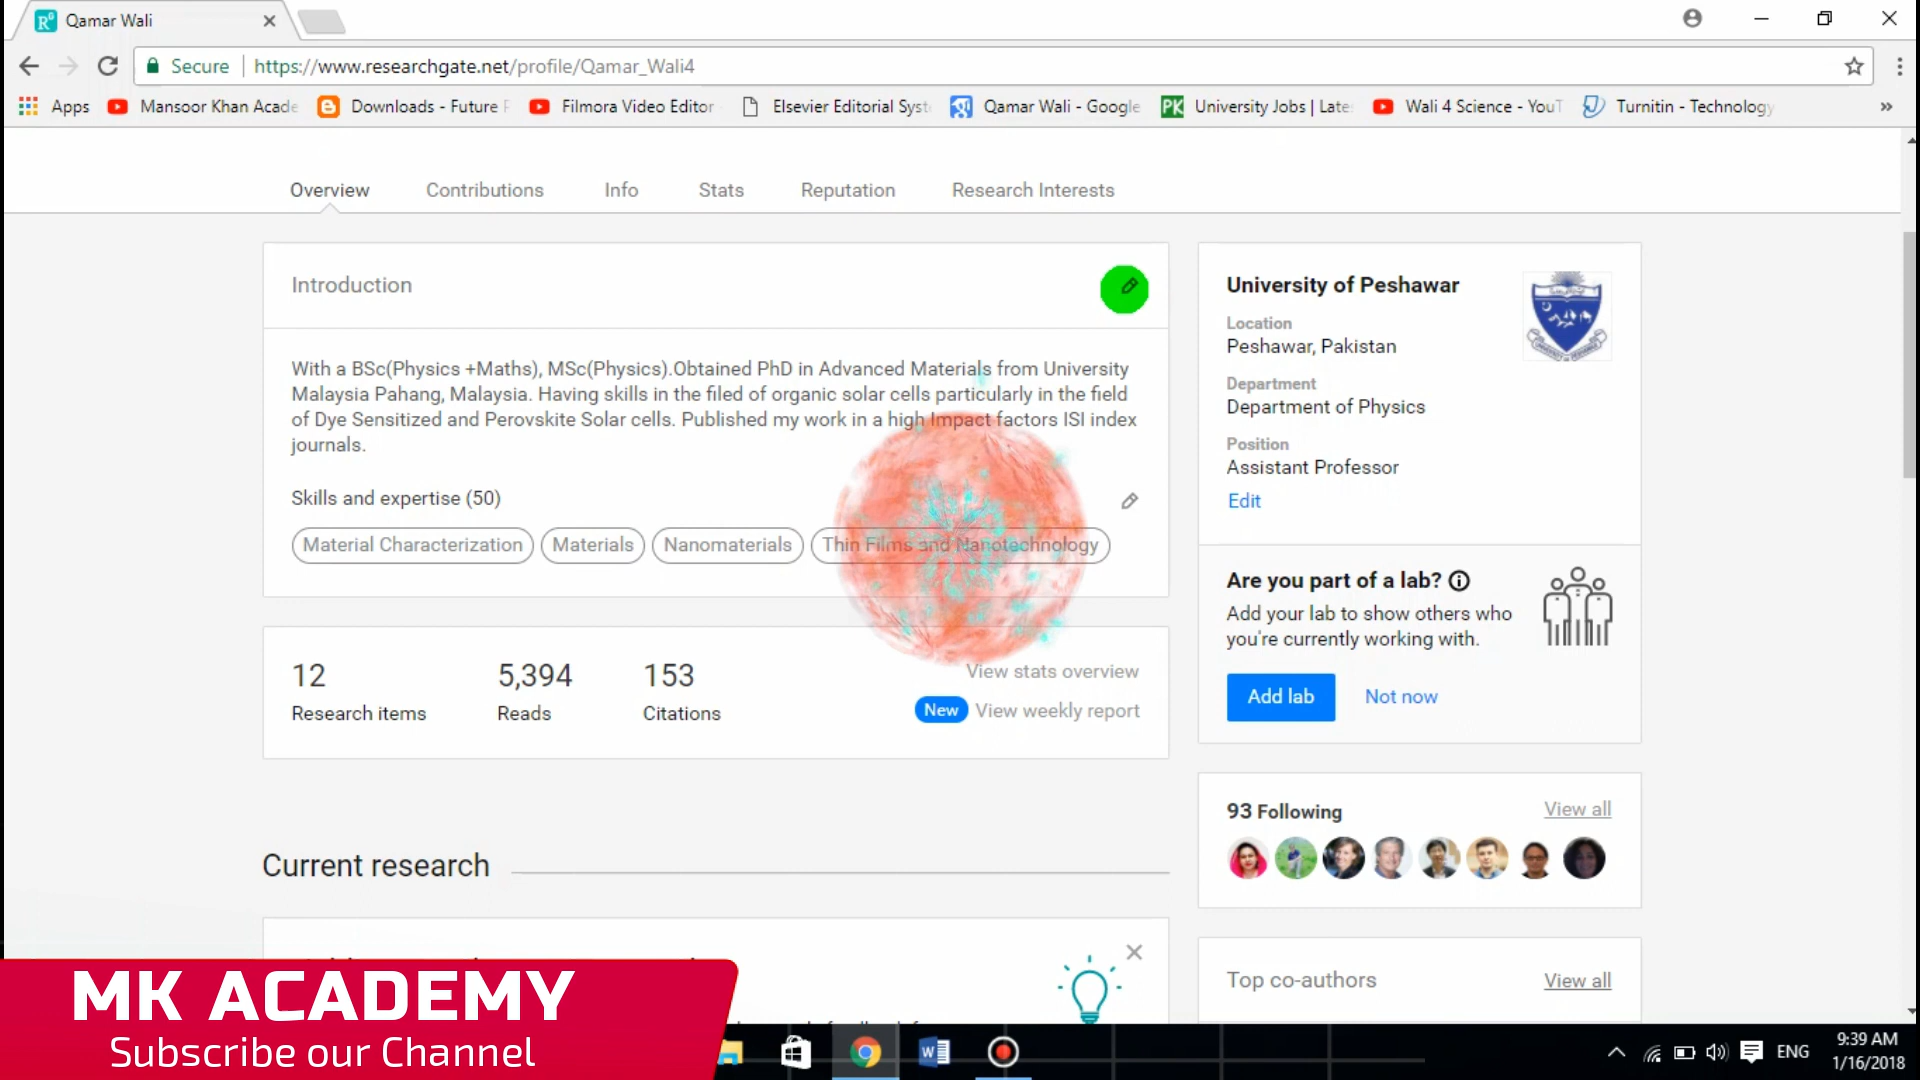 Qamar Wali
Secure https://www.researchgate.net/profile/Qamar_Wali4
Apps Mansoor Khan Acade Downloads - Future Filmora Video Editor Elsevier Editorial Syst Qamar Wali - Google University Jobs | Late Wali 4 Science - YouT Turnitin - Technology
Overview Contributions Info Stats Reputation Research Interests
Introduction
With a BSc(Physics +Maths), MSc(Physics).Obtained PhD in Advanced Materials from University
Malaysia Pahang, Malaysia. Having skills in the filed of organic solar cells particularly in the field
of Dye Sensitized and Perovskite Solar cells. Published my work in a high Impact factors ISI index
journals.
Skills and expertise (50)
Material Characterization Materials Nanomaterials Thin Films and Nanotechnology
12 5,394 153
Research items Reads Citations
View stats overview
New View weekly report
Current research
University of Peshawar
Location
Peshawar, Pakistan
Department
Department of Physics
Position
Assistant Professor
Edit
Are you part of a lab?
Add your lab to show others who
you're currently working with.
Add lab Not now
93 Following View all
Top co-authors View all
MK ACADEMY
Subscribe our Channel
ENG
9:39 AM
1/16/2018